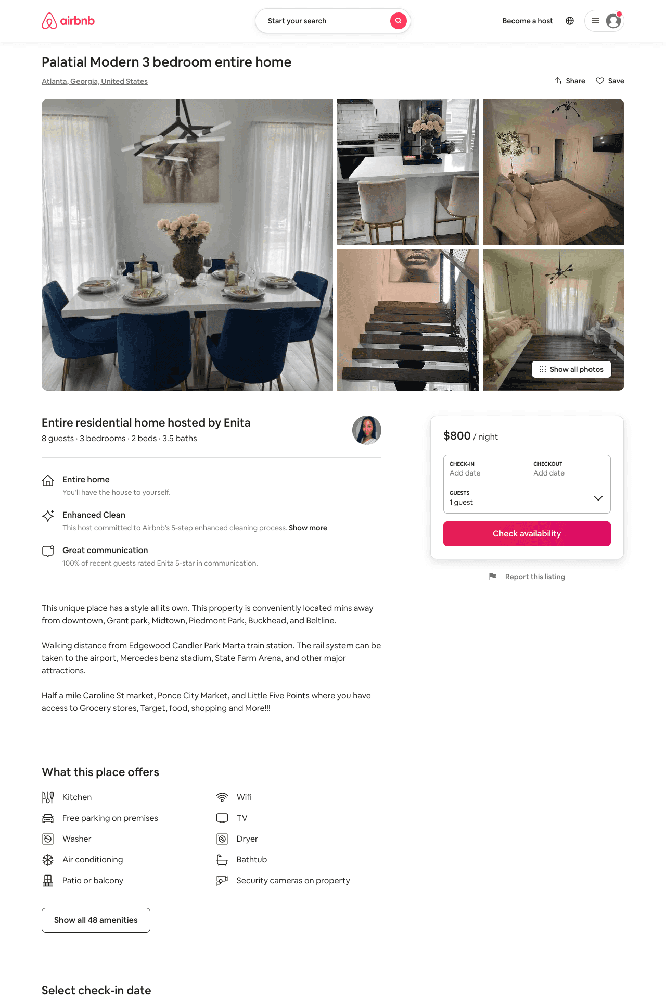 airbnb
Start your search
Become a host
Palatial Modern 3 bedroom entire home
Atlanta, Georgia, United States
Share
Save
Show all photos
Entire residential home hosted by Enita
8 guests · 3 bedrooms · 2 beds · 3.5 baths
Entire home
You'll have the house to yourself.
Enhanced Clean
This host committed to Airbnb's 5-step enhanced cleaning process. Show more
Great communication
100% of recent guests rated Enita 5-star in communication.
$800 / night
CHECK-IN
Add date
CHECKOUT
Add date
GUESTS
1 guest
Check availability
Report this listing
This unique place has a style all its own. This property is conveniently located mins away
from downtown, Grant park, Midtown, Piedmont Park, Buckhead, and Beltline.
Walking distance from Edgewood Candler Park Marta train station. The rail system can be
taken to the airport, Mercedes benz stadium, State Farm Arena, and other major
attractions.
Half a mile Caroline St market, Ponce City Market, and Little Five Points where you have
access to Grocery stores, Target, food, shopping and More!!!
What this place offers
Kitchen
Wifi
Free parking on premises
TV
Washer
Dryer
Air conditioning
Bathtub
Patio or balcony
Security cameras on property
Show all 48 amenities
Select check-in date